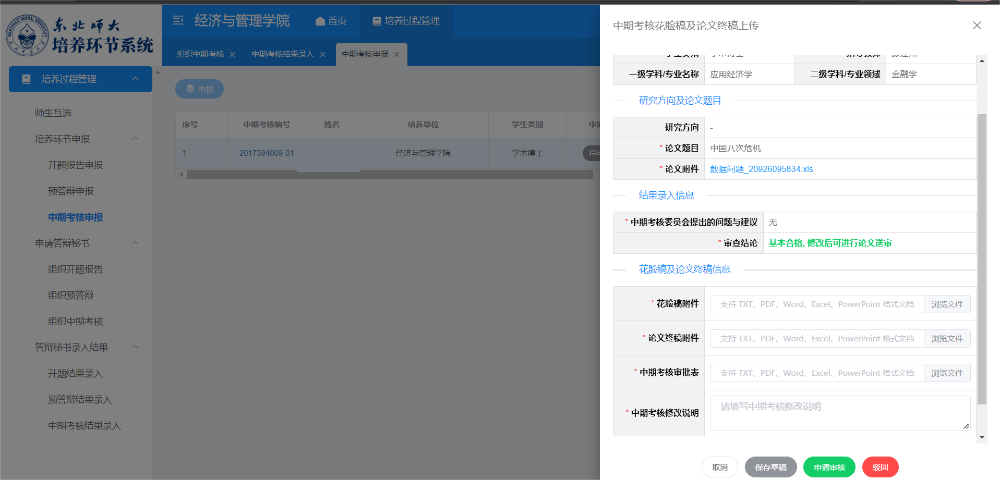 NORTHEAST NORMAL UNIVERSITY
东北师大
培养环节系统
经济与管理学院
首页
培养过程管理
组织中期考核
中期考核结果录入
中期考核申报
培养过程管理
师生互选
培养环节申报
开题报告申报
预答辩申报
中期考核申报
申请答辩秘书
组织开题报告
组织预答辩
组织中期考核
答辩秘书录入结果
开题结果录入
预答辩结果录入
中期考核结果录入
申报
序号 中期考核编号 姓名 培养单位 学生类别
1 2017394009-01 经济与管理学院 学术博士
中期考核花脸稿及论文终稿上传
学生类别 学术博士 指导教师
一级学科/专业名称 应用经济学 二级学科/专业领域 金融学
研究方向及论文题目
研究方向 -
* 论文题目 中国八次危机
* 论文附件 数据问题_20926095834.xls
结果录入信息
* 中期考核委员会提出的问题与建议 无
* 审查结论 基本合格, 修改后可进行论文送审
花脸稿及论文终稿信息
* 花脸稿附件 支持 TXT、PDF、Word、Excel、PowerPoint 格式文档 浏览文件
* 论文终稿附件 支持 TXT、PDF、Word、Excel、PowerPoint 格式文档 浏览文件
* 中期考核审批表 支持 TXT、PDF、Word、Excel、PowerPoint 格式文档 浏览文件
* 中期考核修改说明 请填写中期考核修改说明
取消 保存草稿 申请审核 驳回